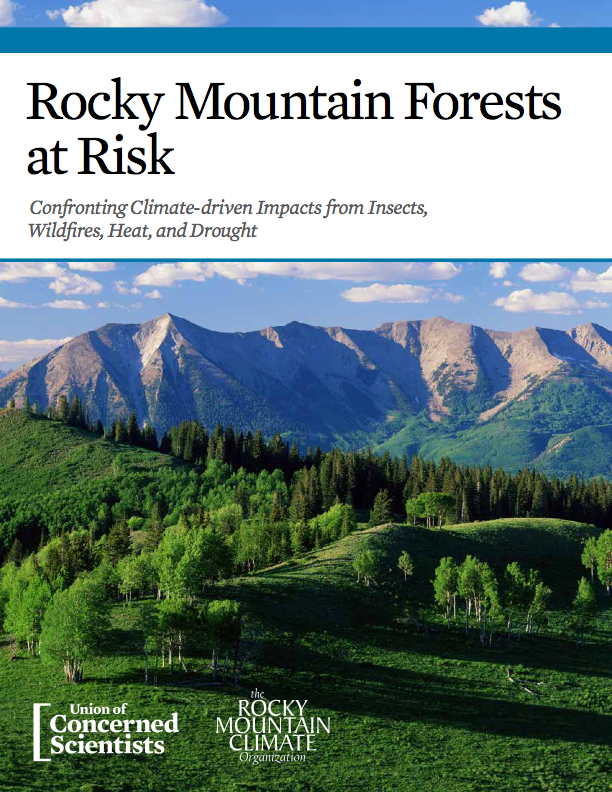 Rocky Mountain Forests
at Risk
Confronting Climate-driven Impacts from Insects,
Wildfires, Heat, and Drought
Union of
Concerned
Scientists
the
ROCKY
MOUNTAIN
CLIMATE
Organization